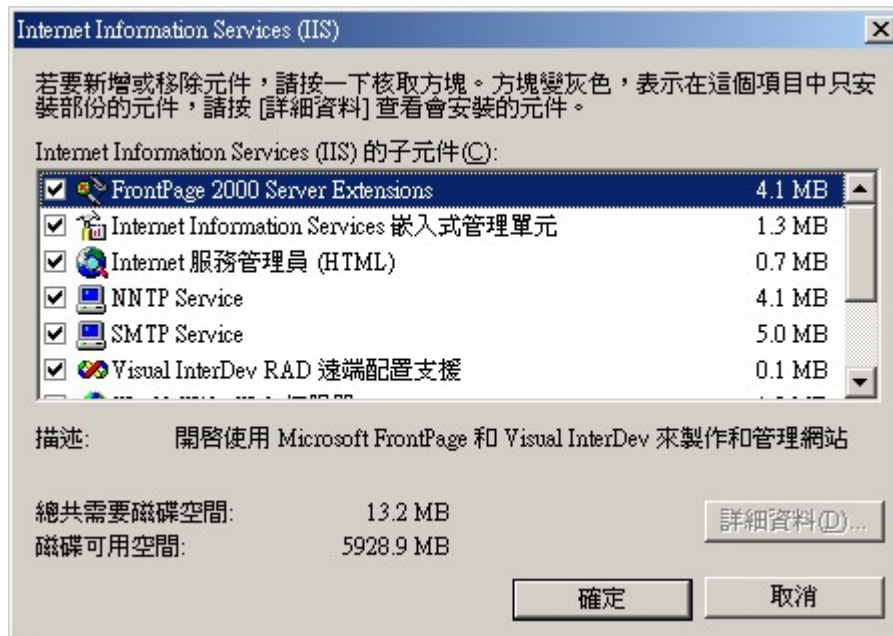 Internet Information Services (IIS)
若要新增或移除元件，請按一下核取方塊。方塊變灰色，表示在這個項目中只安
裝部份的元件，請按 [詳細資料] 查看會安裝的元件。
Internet Information Services (IIS) 的子元件(C):
FrontPage 2000 Server Extensions 4.1 MB
Internet Information Services 嵌入式管理單元 1.3 MB
Internet 服務管理員 (HTML) 0.7 MB
NNTP Service 4.1 MB
SMTP Service 5.0 MB
Visual InterDev RAD 遠端配置支援 0.1 MB
描述: 開啟使用 Microsoft FrontPage 和 Visual InterDev 來製作和管理網站
總共需要磁碟空間: 13.2 MB
詳細資料(D)...
磁碟可用空間: 5928.9 MB
確定 取消